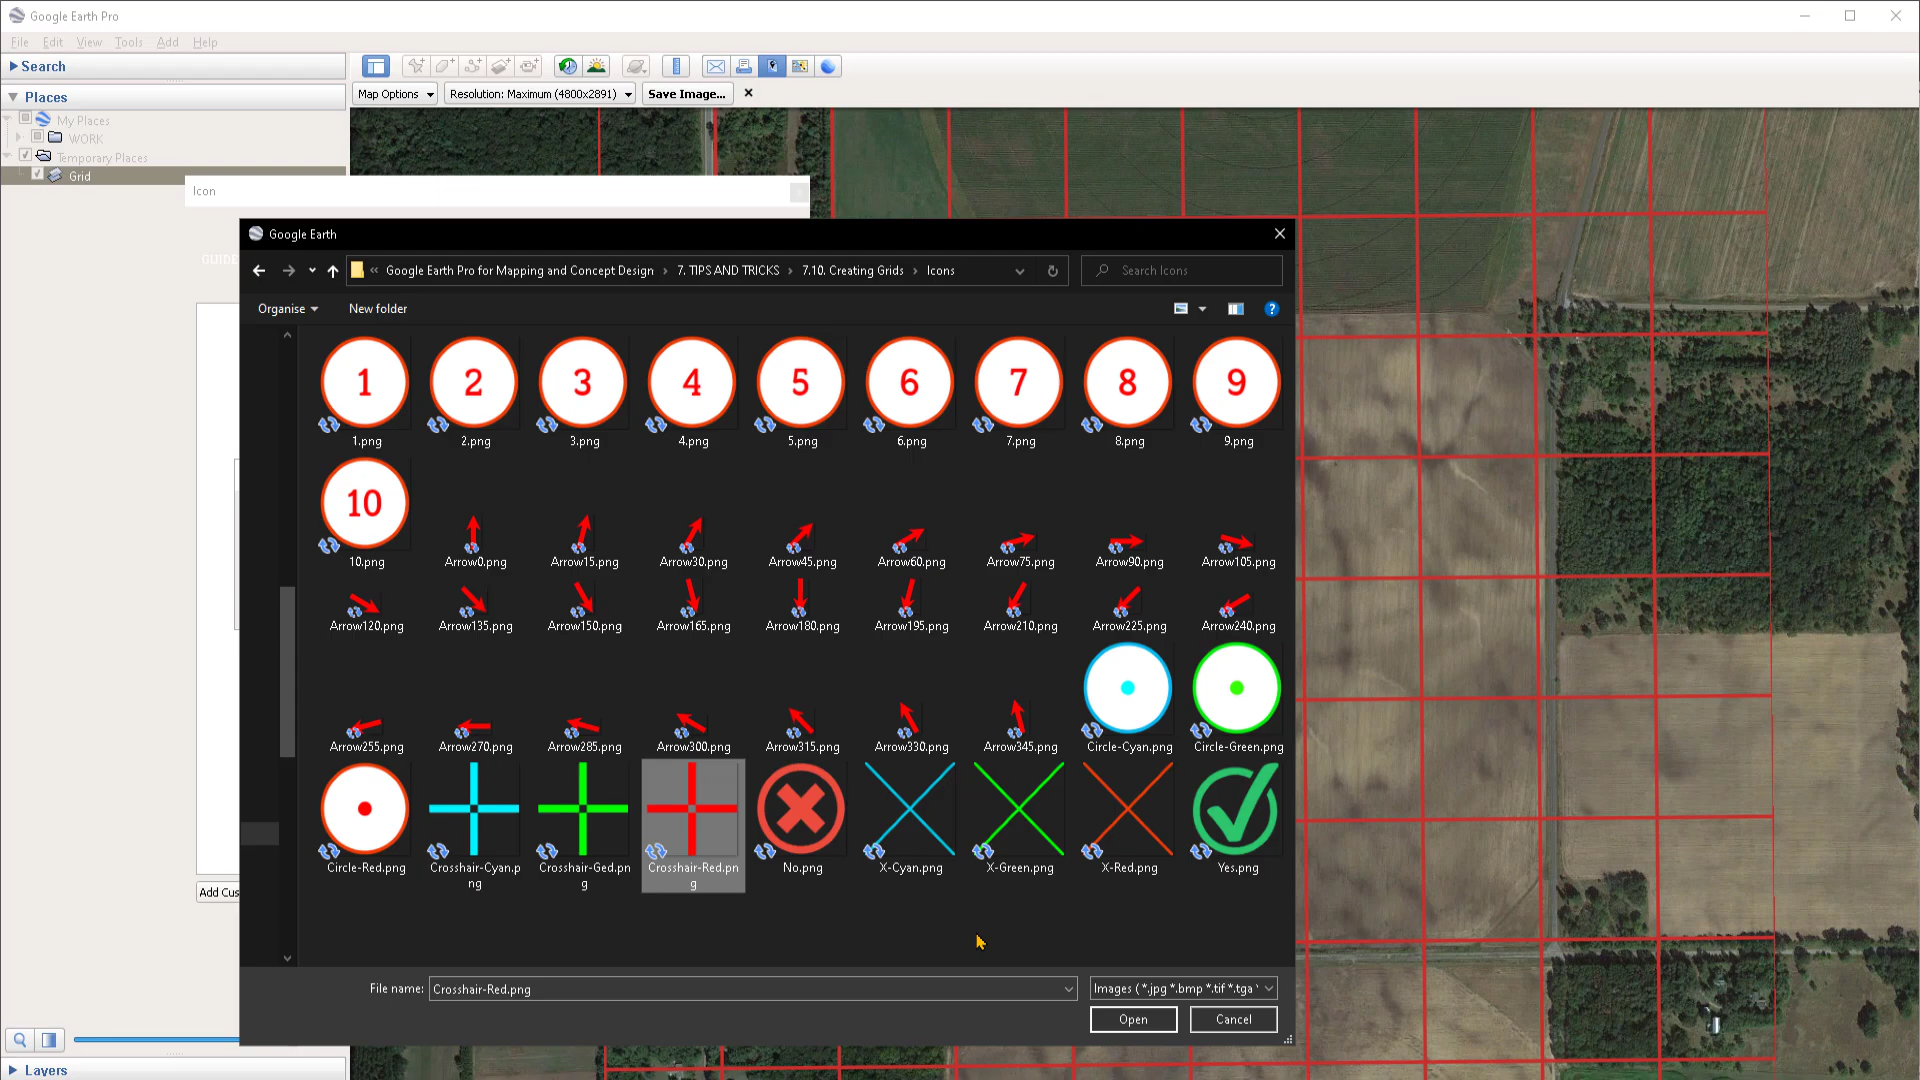 Google Earth Pro
File Edit View Tools Add Help
Search
Places
My Places
WORK
Temporary Places
Grid
Map Options
Resolution: Maximum (4800x2891)
Save Image...
Icon
GUIDE
Google Earth
« Google Earth Pro for Mapping and Concept Design › 7. TIPS AND TRICKS › 7.10. Creating Grids › Icons
Search Icons
Organise
New folder
1 2 3 4 5 6 7 8 9
1.png 2.png 3.png 4.png 5.png 6.png 7.png 8.png 9.png
10
10.png Arrow0.png Arrow15.png Arrow30.png Arrow45.png Arrow60.png Arrow75.png Arrow90.png Arrow105.png
Arrow120.png Arrow135.png Arrow150.png Arrow165.png Arrow180.png Arrow195.png Arrow210.png Arrow225.png Arrow240.png
Arrow255.png Arrow270.png Arrow285.png Arrow300.png Arrow315.png Arrow330.png Arrow345.png Circle-Cyan.png Circle-Green.png
Circle-Red.png Crosshair-Cyan.p Crosshair-Ged.pn Crosshair-Red.pn No.png X-Cyan.png X-Green.png X-Red.png Yes.png
ng g g
Add Cus
File name: Crosshair-Red.png
Images (*.jpg *.bmp *.tif *.tga
Open
Cancel
Layers